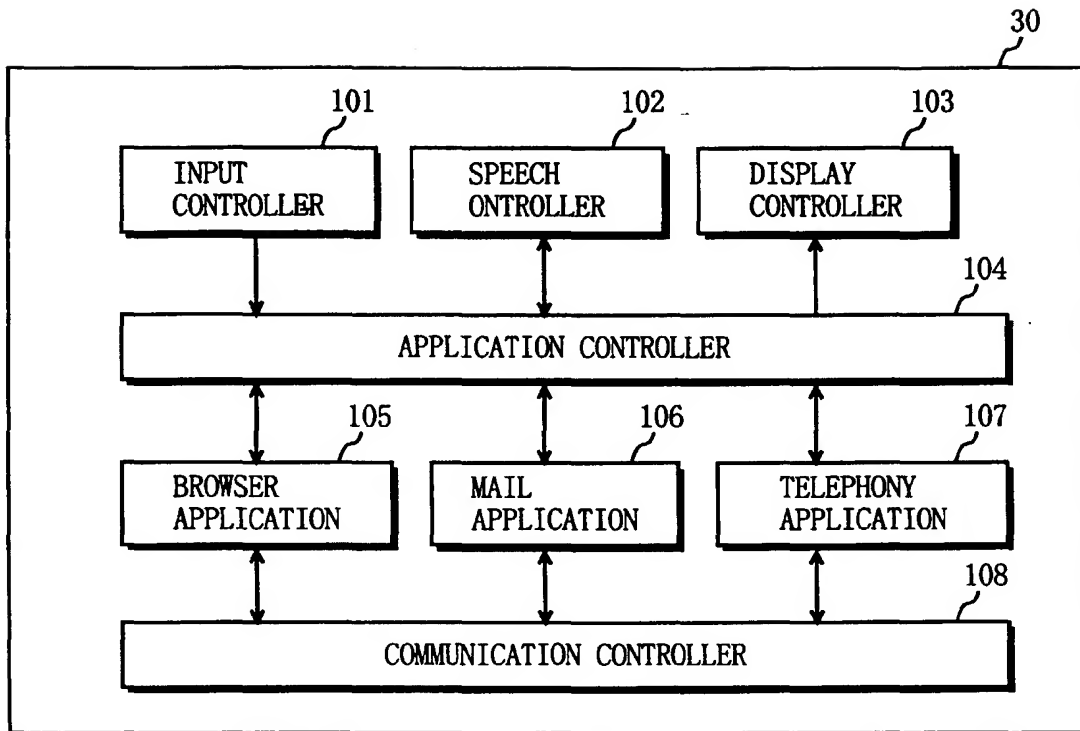 30
101
102
103
INPUT
CONTROLLER
SPEECH
ONTROLLER
DISPLAY
CONTROLLER
104
APPLICATION CONTROLLER
105
106
107
BROWSER
APPLICATION
MAIL
APPLICATION
TELEPHONY
APPLICATION
108
COMMUNICATION CONTROLLER